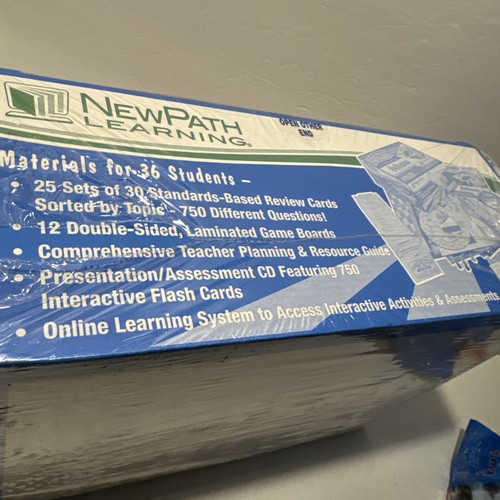 NEWPATH
LEARNING®
OPEN OTHER
END
Materials for 36 Students –
• 25 Sets of 30 Standards-Based Review Cards
Sorted by Topic - 750 Different Questions!
• 12 Double-Sided, Laminated Game Boards
• Comprehensive Teacher Planning & Resource Guide
• Presentation/Assessment CD Featuring 750
Interactive Flash Cards
• Online Learning System to Access Interactive Activities & Assessments